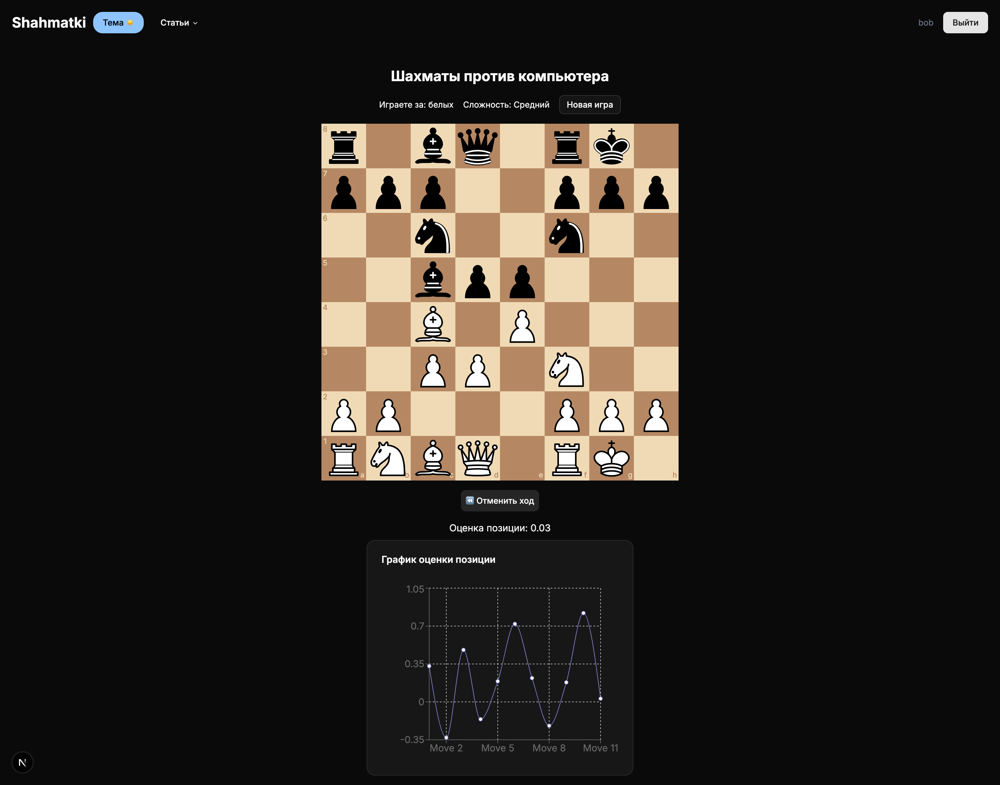 Shahmatki Тема Статьи bob Выйти
Шахматы против компьютера
Играете за: белых Сложность: Средний Новая игра
8
7
6
5
4
3
2
1
a b c d e f g h
Отменить ход
Оценка позиции: 0.03
График оценки позиции
1.05
0.7
0.35
0
-0.35
Move 2 Move 5 Move 8 Move 11
N